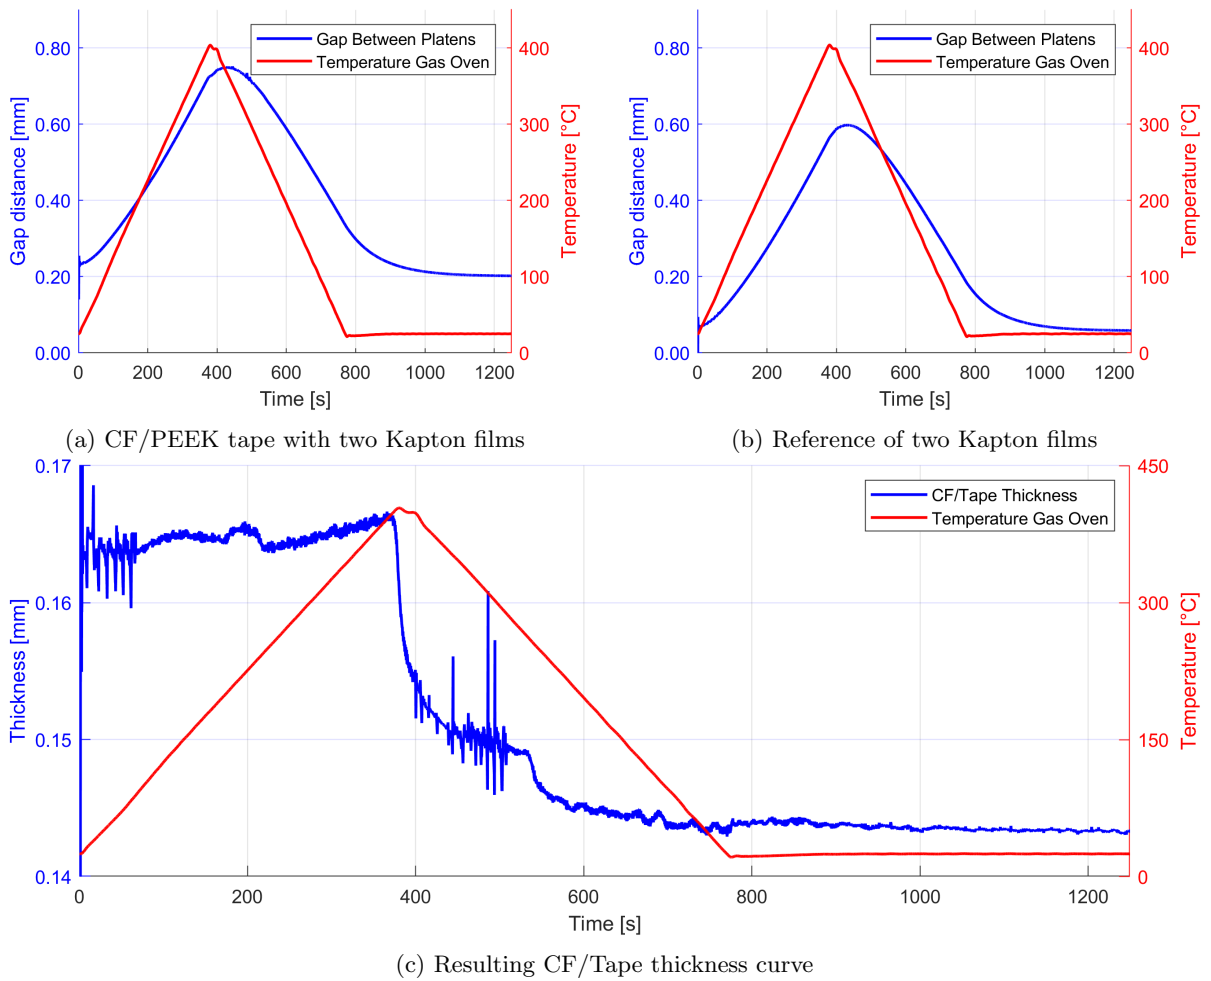 Gap Between Platens
Temperature Gas Oven
0.80
0.60
0.40
0.20
0.00
Gap distance [mm]
400
300
200
100
0
Temperature [°C]
0 200 400 600 800 1000 1200
Time [s]
(a) CF/PEEK tape with two Kapton films
Gap Between Platens
Temperature Gas Oven
0.80
0.60
0.40
0.20
0.00
Gap distance [mm]
400
300
200
100
0
Temperature [°C]
0 200 400 600 800 1000 1200
Time [s]
(b) Reference of two Kapton films
CF/Tape Thickness
Temperature Gas Oven
0.17
0.16
0.15
0.14
Thickness [mm]
450
300
150
0
Temperature [°C]
0 200 400 600 800 1000 1200
Time [s]
(c) Resulting CF/Tape thickness curve